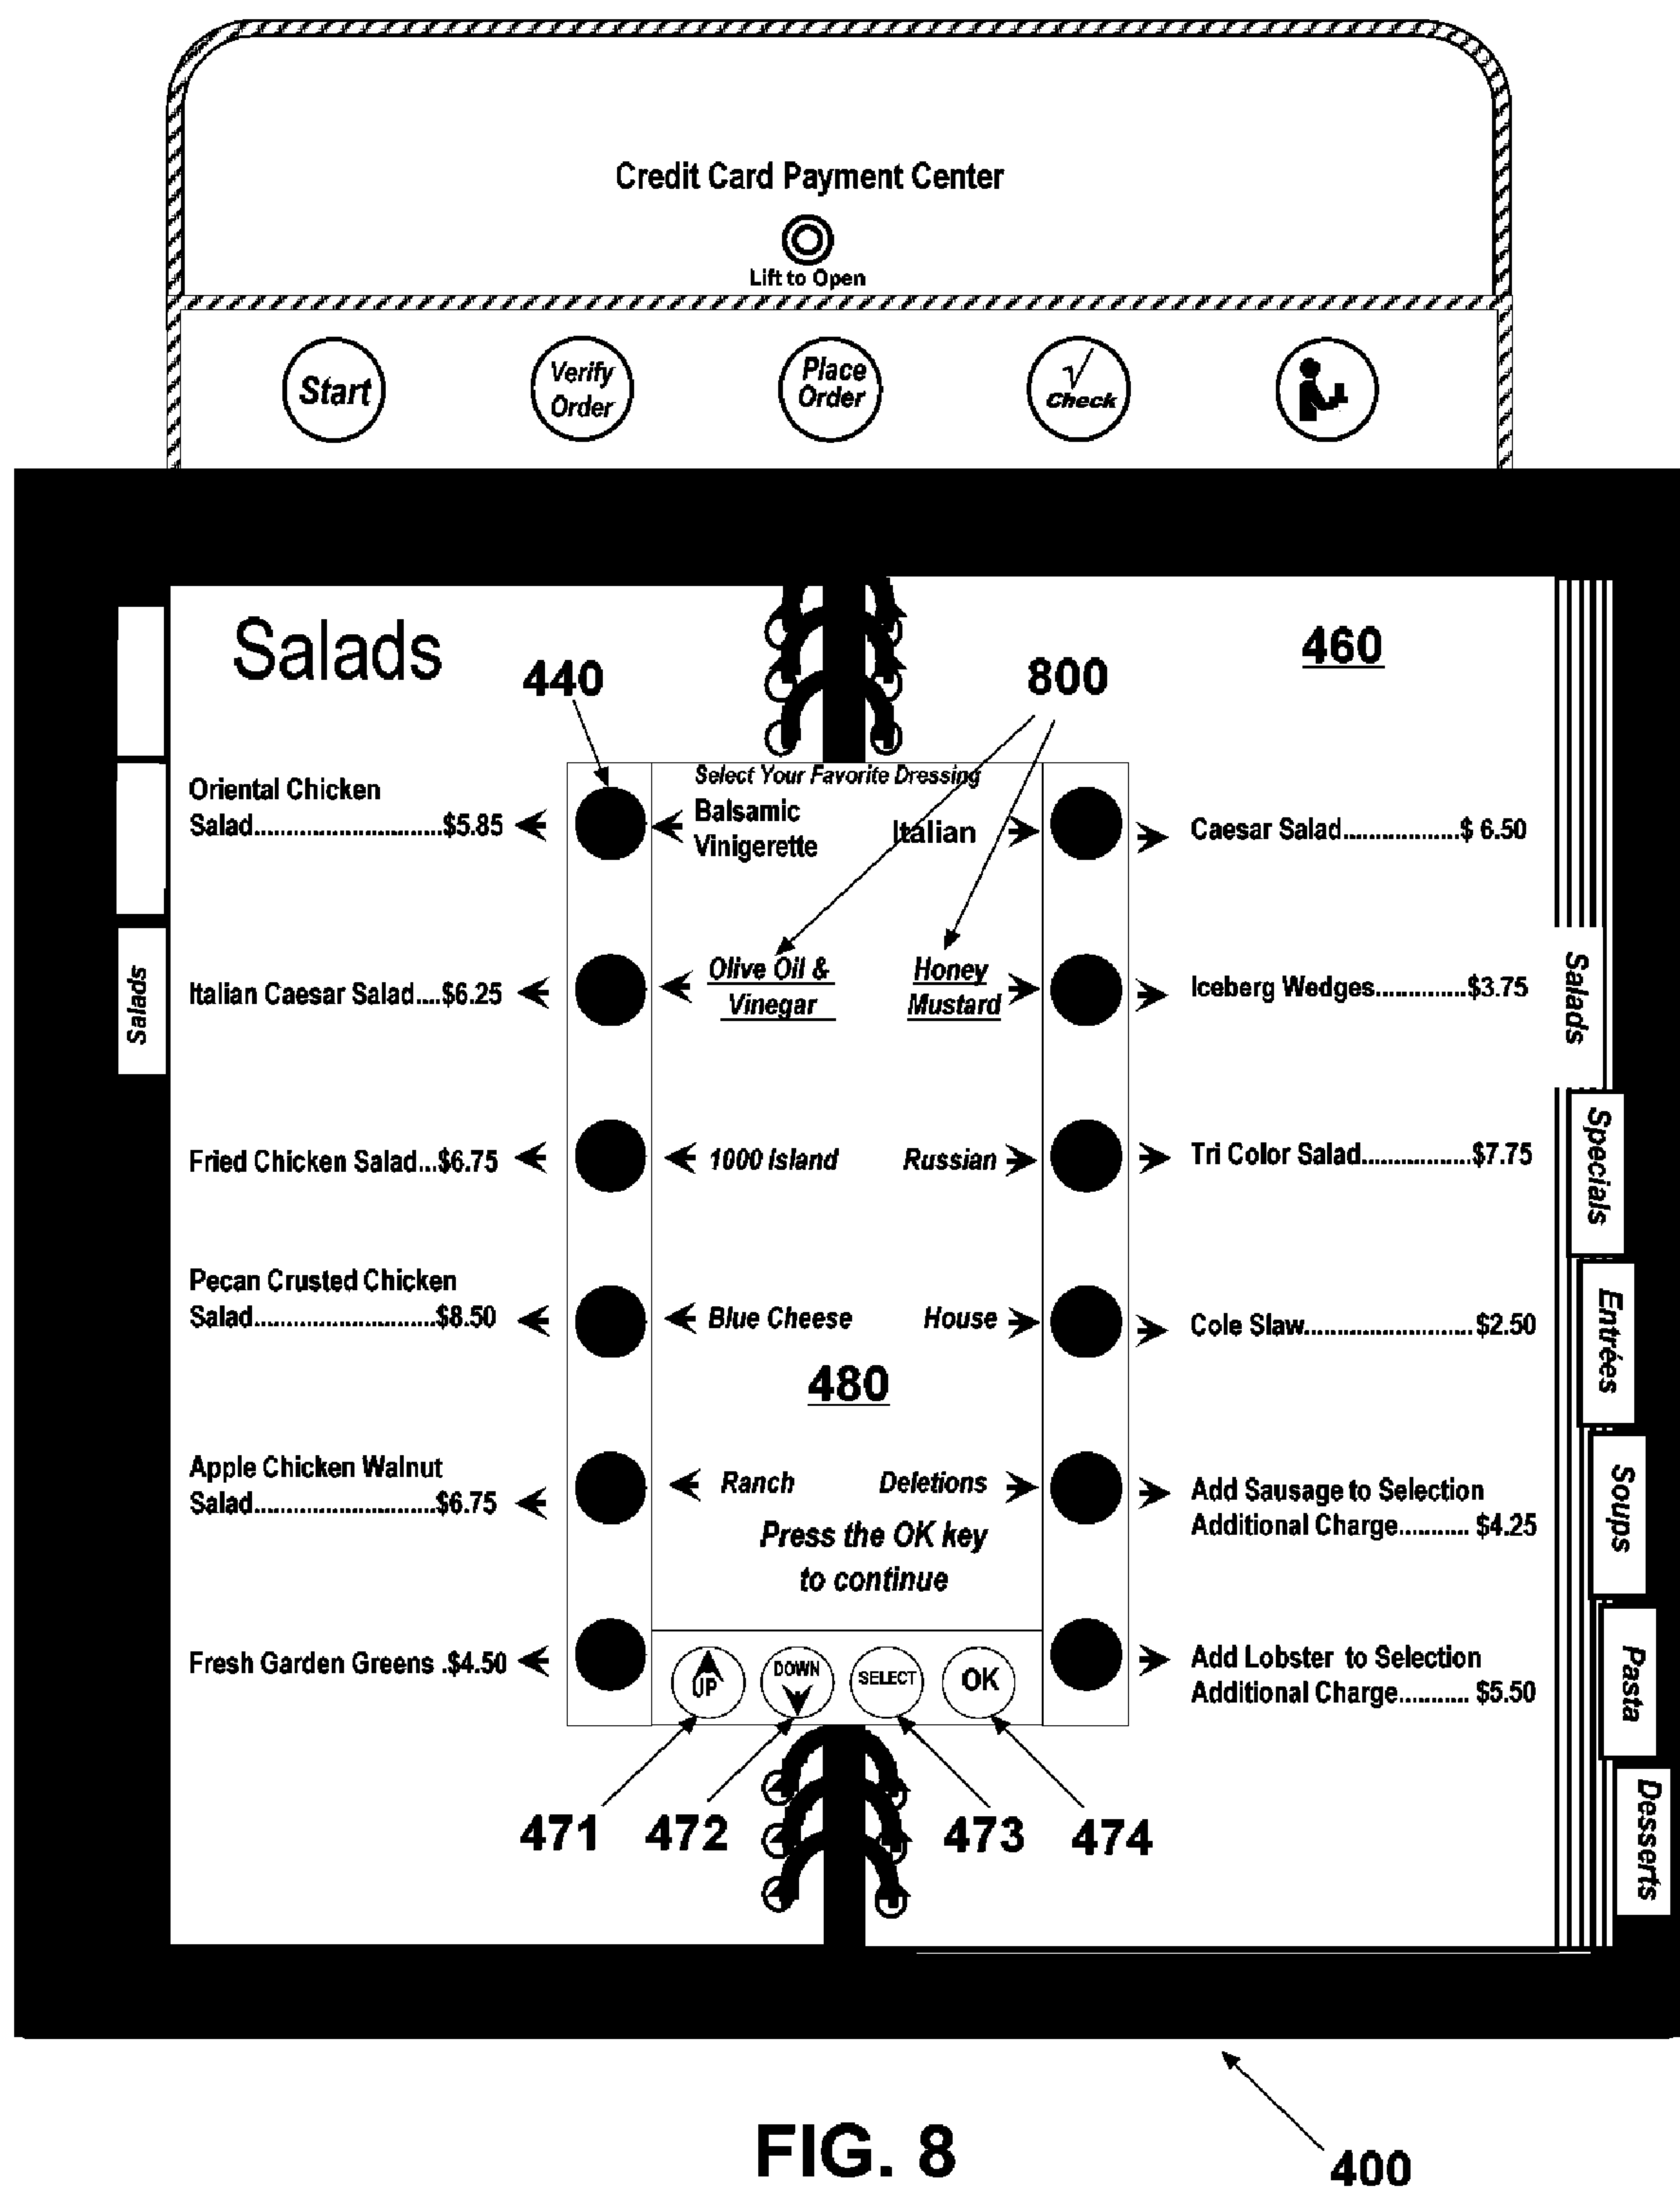 Credit Card Payment Center
Lift to Open
Start
Verify
Order
Place
Order
√
Check
Salads
440
800
460
Select Your Favorite Dressing
Oriental Chicken
Salad.............................$5.85
Balsamic
Vinigerette
Italian
Caesar Salad..................$ 6.50
Italian Caesar Salad....$6.25
Olive Oil &
Vinegar
Honey
Mustard
Iceberg Wedges..............$3.75
Salads
Salads
Fried Chicken Salad...$6.75
1000 Island
Russian
Tri Color Salad.................$7.75
Specials
Pecan Crusted Chicken
Salad............................$8.50
Blue Cheese
House
Cole Slaw..........................$2.50
Entrées
480
Apple Chicken Walnut
Salad............................$6.75
Ranch
Deletions
Add Sausage to Selection
Additional Charge........... $4.25
Soups
Press the OK key
to continue
Fresh Garden Greens .$4.50
UP
DOWN
SELECT
OK
Add Lobster to Selection
Additional Charge........... $5.50
Pasta
471
472
473
474
Desserts
FIG. 8
400